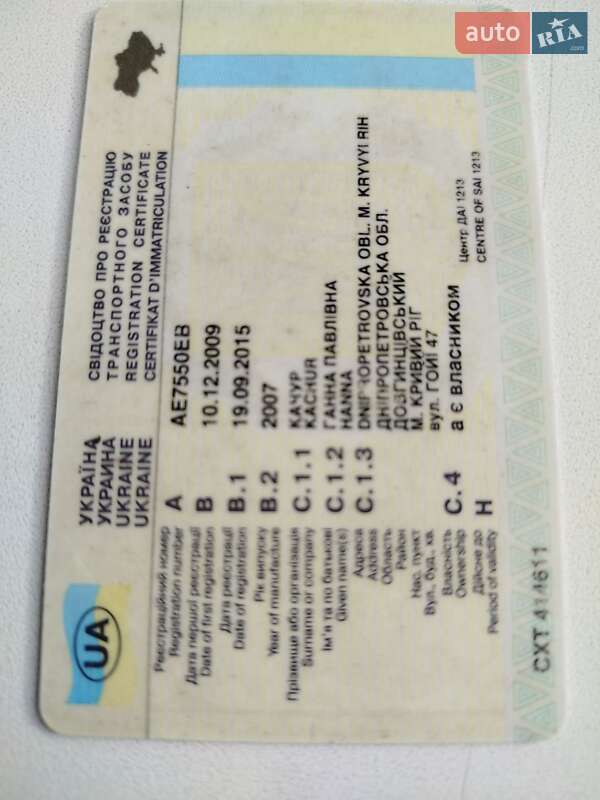 auto RIA.com
UA
УКРАЇНА
УКРАИНА
UKRAINE
UKRAINE
СВІДОЦТВО ПРО РЕЄСТРАЦІЮ
ТРАНСПОРТНОГО ЗАСОБУ
REGISTRATION CERTIFICATE
CERTIFIKAT D'IMMATRICULATION
Реєстраційний номер
Registration number
A AE7550EB
Дата першої реєстрації
Date of first registration
B 10.12.2009
Дата реєстрації
Date of registration
B.1 19.09.2015
Рік випуску
Year of manufacture
B.2 2007
Прізвище або організація
Surname or company
C.1.1 КАЧУР
KACHUR
Ім'я та по батькові
Given name(s)
C.1.2 ГАННА ПАВЛІВНА
HANNA
Адреса
Address
C.1.3 DNIPROPETROVSKA OBL. M. KRYVYI RIH
Область
ДНІПРОПЕТРОВСЬКА ОБЛ.
Район
ДОВГИНЦІВСЬКИЙ
Нас. пункт
М. КРИВИЙ РІГ
Вул., буд., кв.
вул. ГОЇ 47
Власність
Ownership
C.4 а є власником
Дійсне до
Period of validity
H
Центр ДАІ 1213
CENTRE OF SAI 1213
CXT 414611